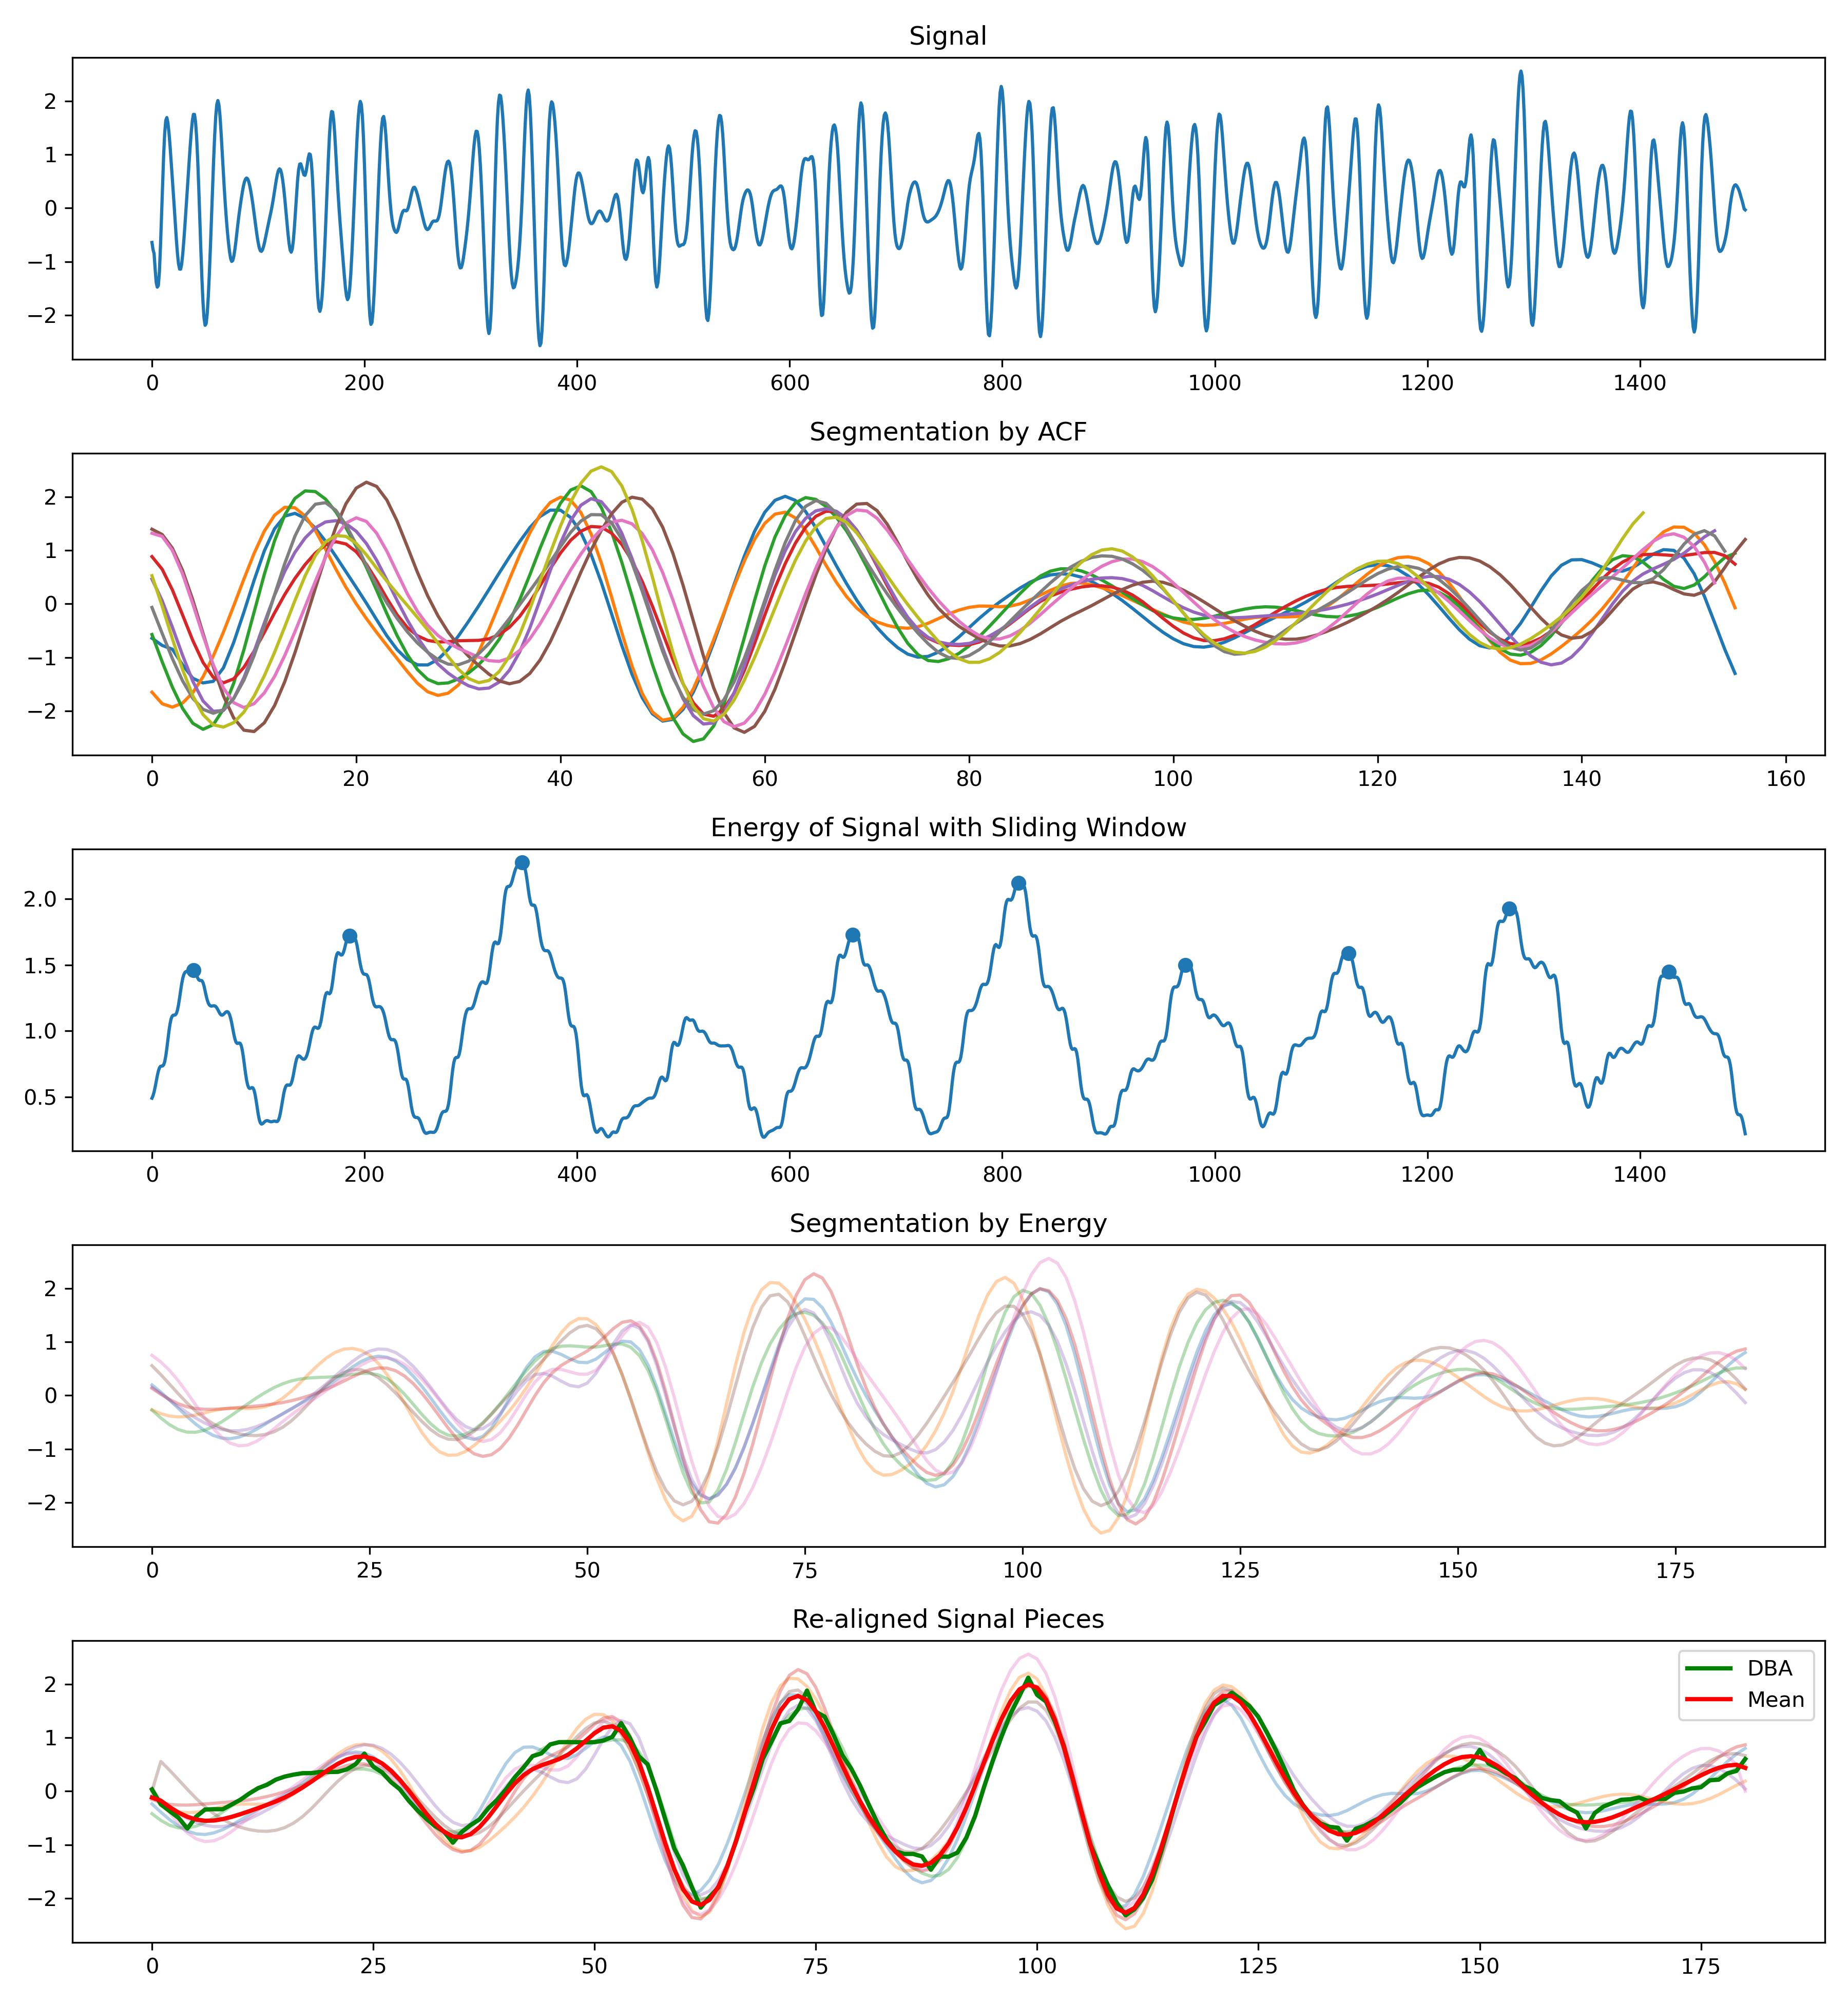 Signal
2
1
0
−1
−2
0 200 400 600 800 1000 1200 1400
Segmentation by ACF
2
1
0
−1
−2
0 20 40 60 80 100 120 140 160
Energy of Signal with Sliding Window
2.0
1.5
1.0
0.5
0 200 400 600 800 1000 1200 1400
Segmentation by Energy
2
1
0
−1
−2
0 25 50 75 100 125 150 175
Re-aligned Signal Pieces
DBA
Mean
2
1
0
−1
−2
0 25 50 75 100 125 150 175